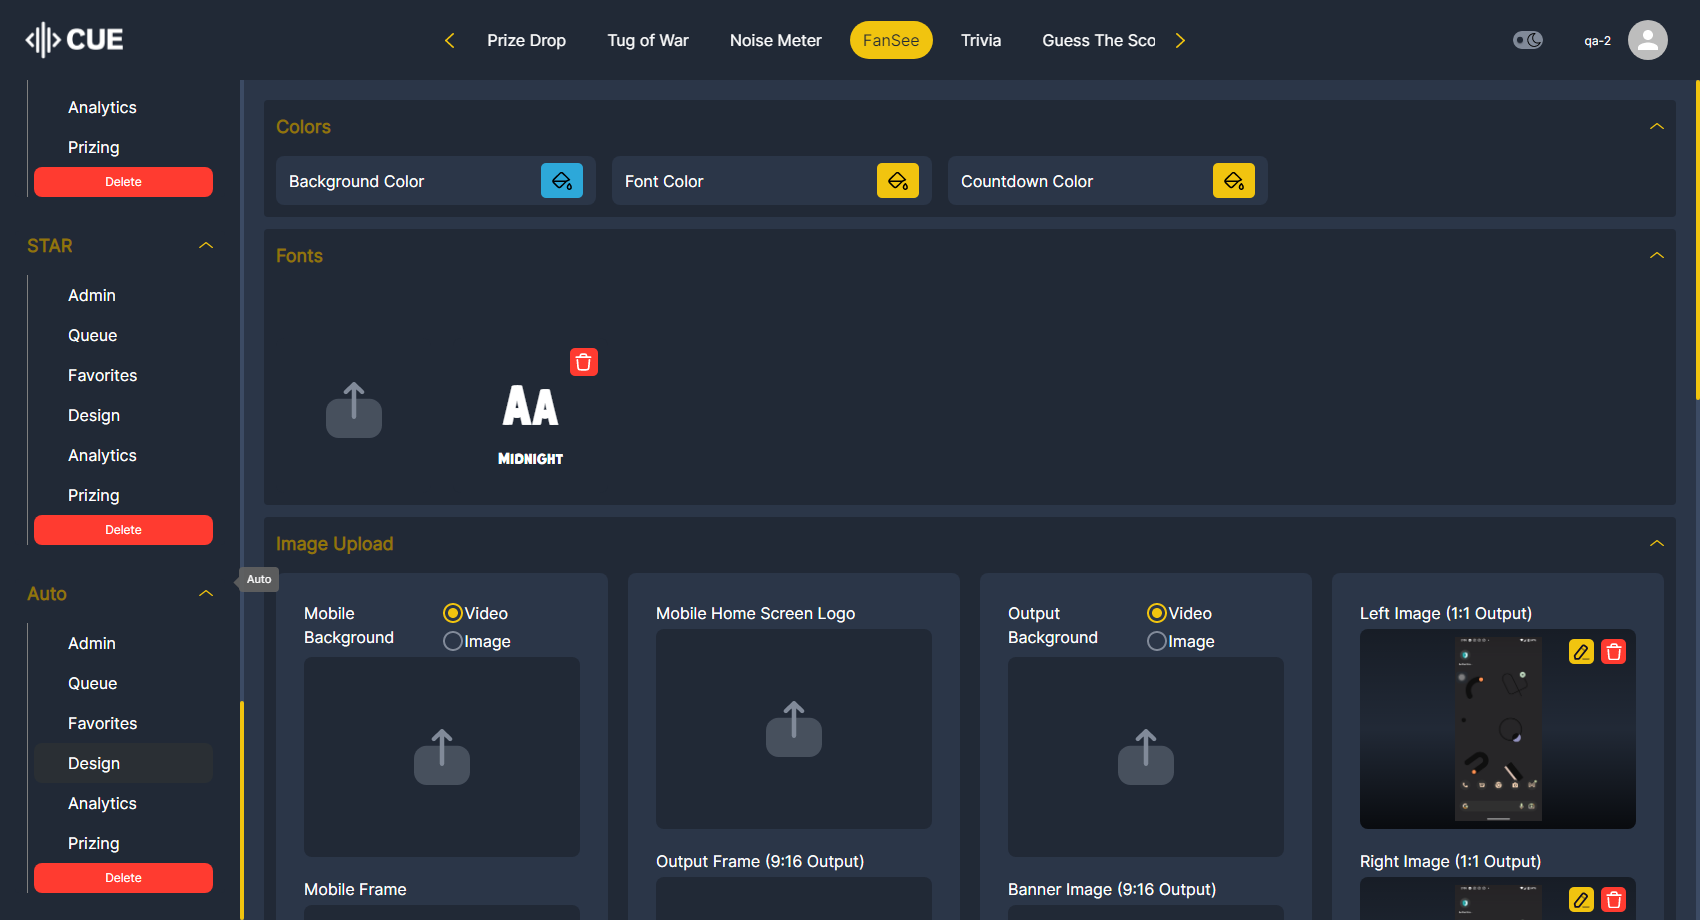 CUE
Prize Drop
Tug of War
Noise Meter
FanSee
Trivia
Guess The Sco
qa-2
Analytics
Prizing
Delete
STAR
Admin
Queue
Favorites
Design
Analytics
Prizing
Delete
Auto
Auto
Admin
Queue
Favorites
Design
Analytics
Prizing
Delete
Colors
Background Color
Font Color
Countdown Color
Fonts
AA
MIDNIGHT
Image Upload
Mobile
Background
Video
Image
Mobile Frame
Mobile Home Screen Logo
Output Frame (9:16 Output)
Output
Background
Video
Image
Banner Image (9:16 Output)
Left Image (1:1 Output)
Right Image (1:1 Output)